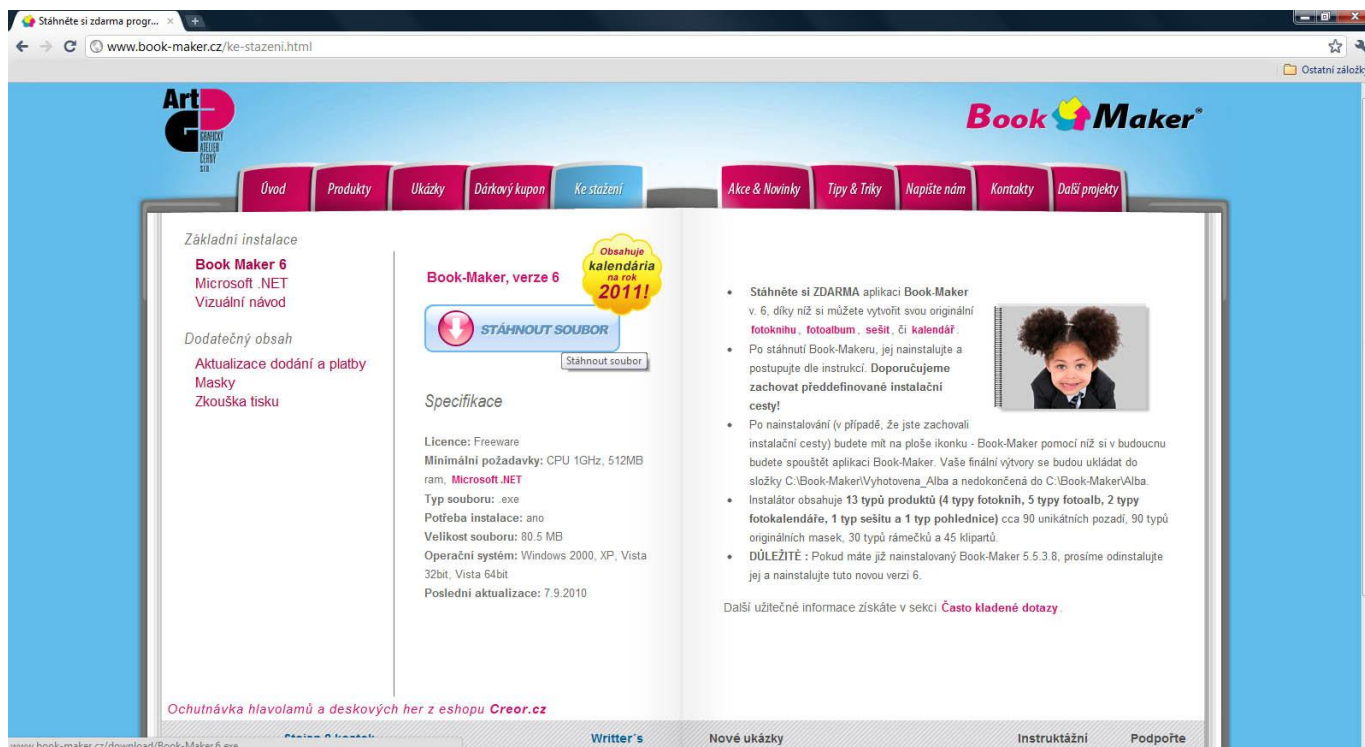 Stáhněte si zdarma progr...
www.book-maker.cz/ke-stazeni.html
Ostatní záložky
Art
GRAFICKÝ
ATELIER
ČERNÝ
s.r.o
Book Maker®
Úvod
Produkty
Ukázky
Dárkový kupon
Ke stažení
Akce & Novinky
Tipy & Triky
Napište nám
Kontakty
Další projekty
Základní instalace
Book Maker 6
Microsoft .NET
Vizuální návod
Dodatečný obsah
Aktualizace dodání a platby
Masky
Zkouška tisku
Book-Maker, verze 6
Obsahuje
kalendária
na rok
2011!
STÁHNOUT SOUBOR
Stáhnout soubor
Specifikace
Licence: Freeware
Minimální požadavky: CPU 1GHz, 512MB
ram, Microsoft .NET
Typ souboru: .exe
Potřeba instalace: ano
Velikost souboru: 80.5 MB
Operační systém: Windows 2000, XP, Vista
32bit, Vista 64bit
Poslední aktualizace: 7.9.2010
• Stáhněte si ZDARMA aplikaci Book-Maker
v. 6, díky níž si můžete vytvořit svou originální
fotoknihu, fotoalbum, sešit, či kalendář.
• Po stáhnutí Book-Makeru, jej nainstalujte a
postupujte dle instrukcí. Doporučujeme
zachovat předdefinované instalační
cesty!
• Po nainstalování (v případě, že jste zachovali
instalační cesty) budete mít na ploše ikonku - Book-Maker pomocí níž si v budoucnu
budete spouštět aplikaci Book-Maker. Vaše finální výtvory se budou ukládat do
složky C:\Book-Maker\Vyhotovena_Alba a nedokončená do C:\Book-Maker\Alba.
• Instalátor obsahuje 13 typů produktů (4 typy fotoknih, 5 typy fotoalb, 2 typy
fotokalendáře, 1 typ sešitu a 1 typ pohlednice) cca 90 unikátních pozadí, 90 typů
originálních masek, 30 typů rámečků a 45 klipartů.
• DŮLEŽITÉ : Pokud máte již nainstalovaný Book-Maker 5.5.3.8, prosíme odinstalujte
jej a nainstalujte tuto novou verzi 6.
Další užitečné informace získáte v sekci Často kladené dotazy.
Ochutnávka hlavolamů a deskových her z eshopu Creor.cz
Writter´s
Nové ukázky
Instruktážní
Podpořte
www.book-maker.cz/download/Book-Maker6.exe